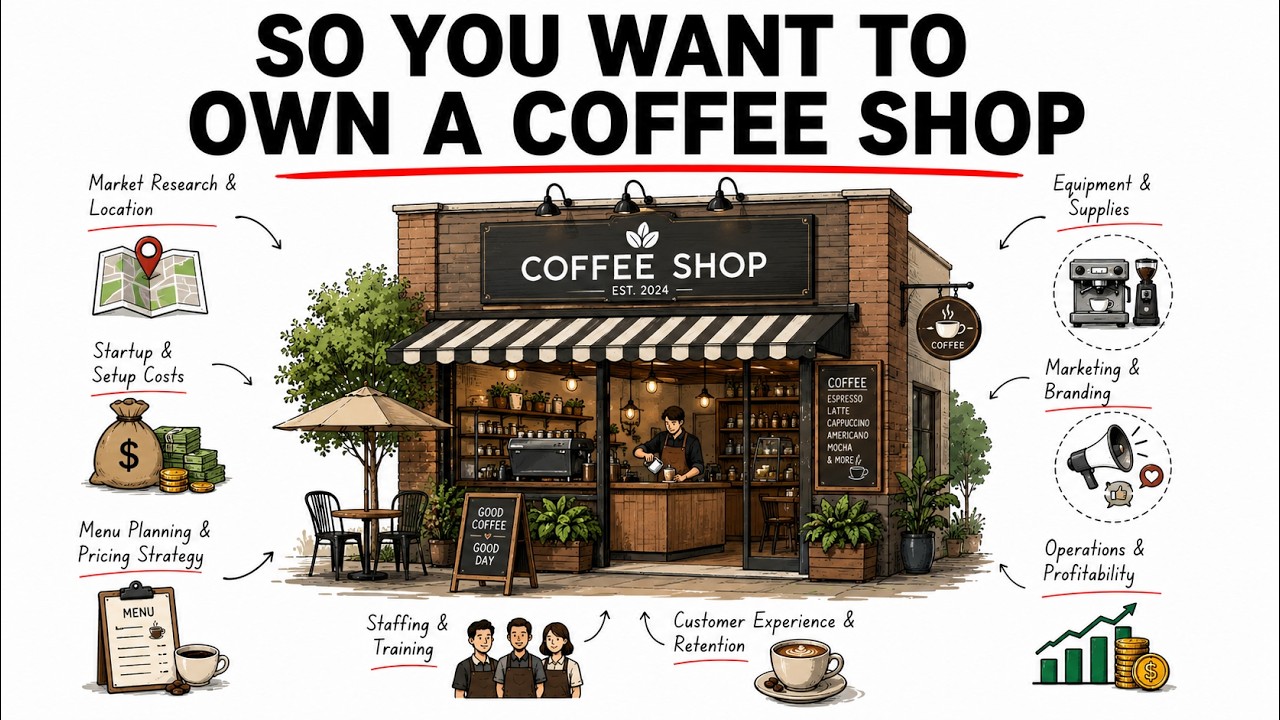 SO YOU WANT TO
OWN A COFFEE SHOP
Market Research &
Location
Startup &
Setup Costs
$
Menu Planning &
Pricing Strategy
MENU
Staffing &
Training
Customer Experience &
Retention
Equipment &
Supplies
Marketing &
Branding
Operations &
Profitability
$
COFFEE SHOP
EST. 2024
COFFEE
COFFEE
ESPRESSO
LATTE
CAPPUCCINO
AMERICANO
MOCHA
& MORE
GOOD
COFFEE
GOOD
DAY